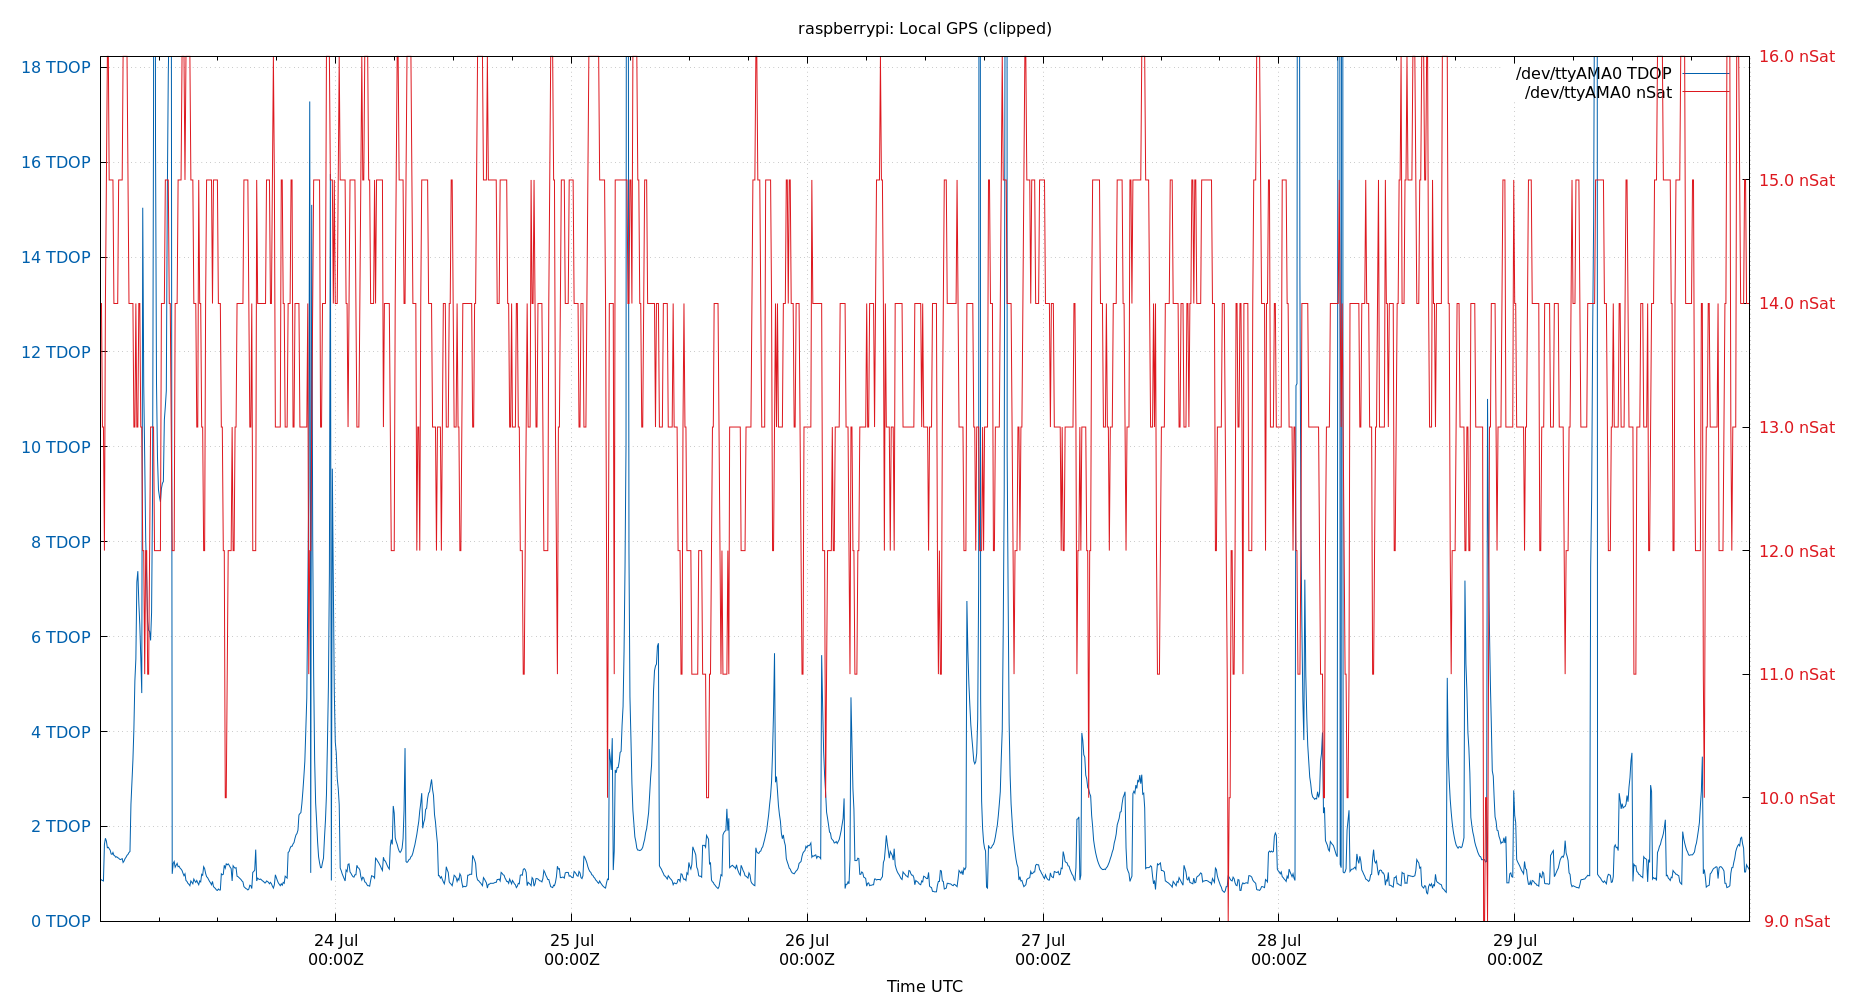 raspberrypi: Local GPS (clipped)
/dev/ttyAMA0 TDOP
/dev/ttyAMA0 nSat
18 TDOP
16 TDOP
14 TDOP
12 TDOP
10 TDOP
8 TDOP
6 TDOP
4 TDOP
2 TDOP
0 TDOP
16.0 nSat
15.0 nSat
14.0 nSat
13.0 nSat
12.0 nSat
11.0 nSat
10.0 nSat
9.0 nSat
24 Jul
00:00Z
25 Jul
00:00Z
26 Jul
00:00Z
27 Jul
00:00Z
28 Jul
00:00Z
29 Jul
00:00Z
Time UTC